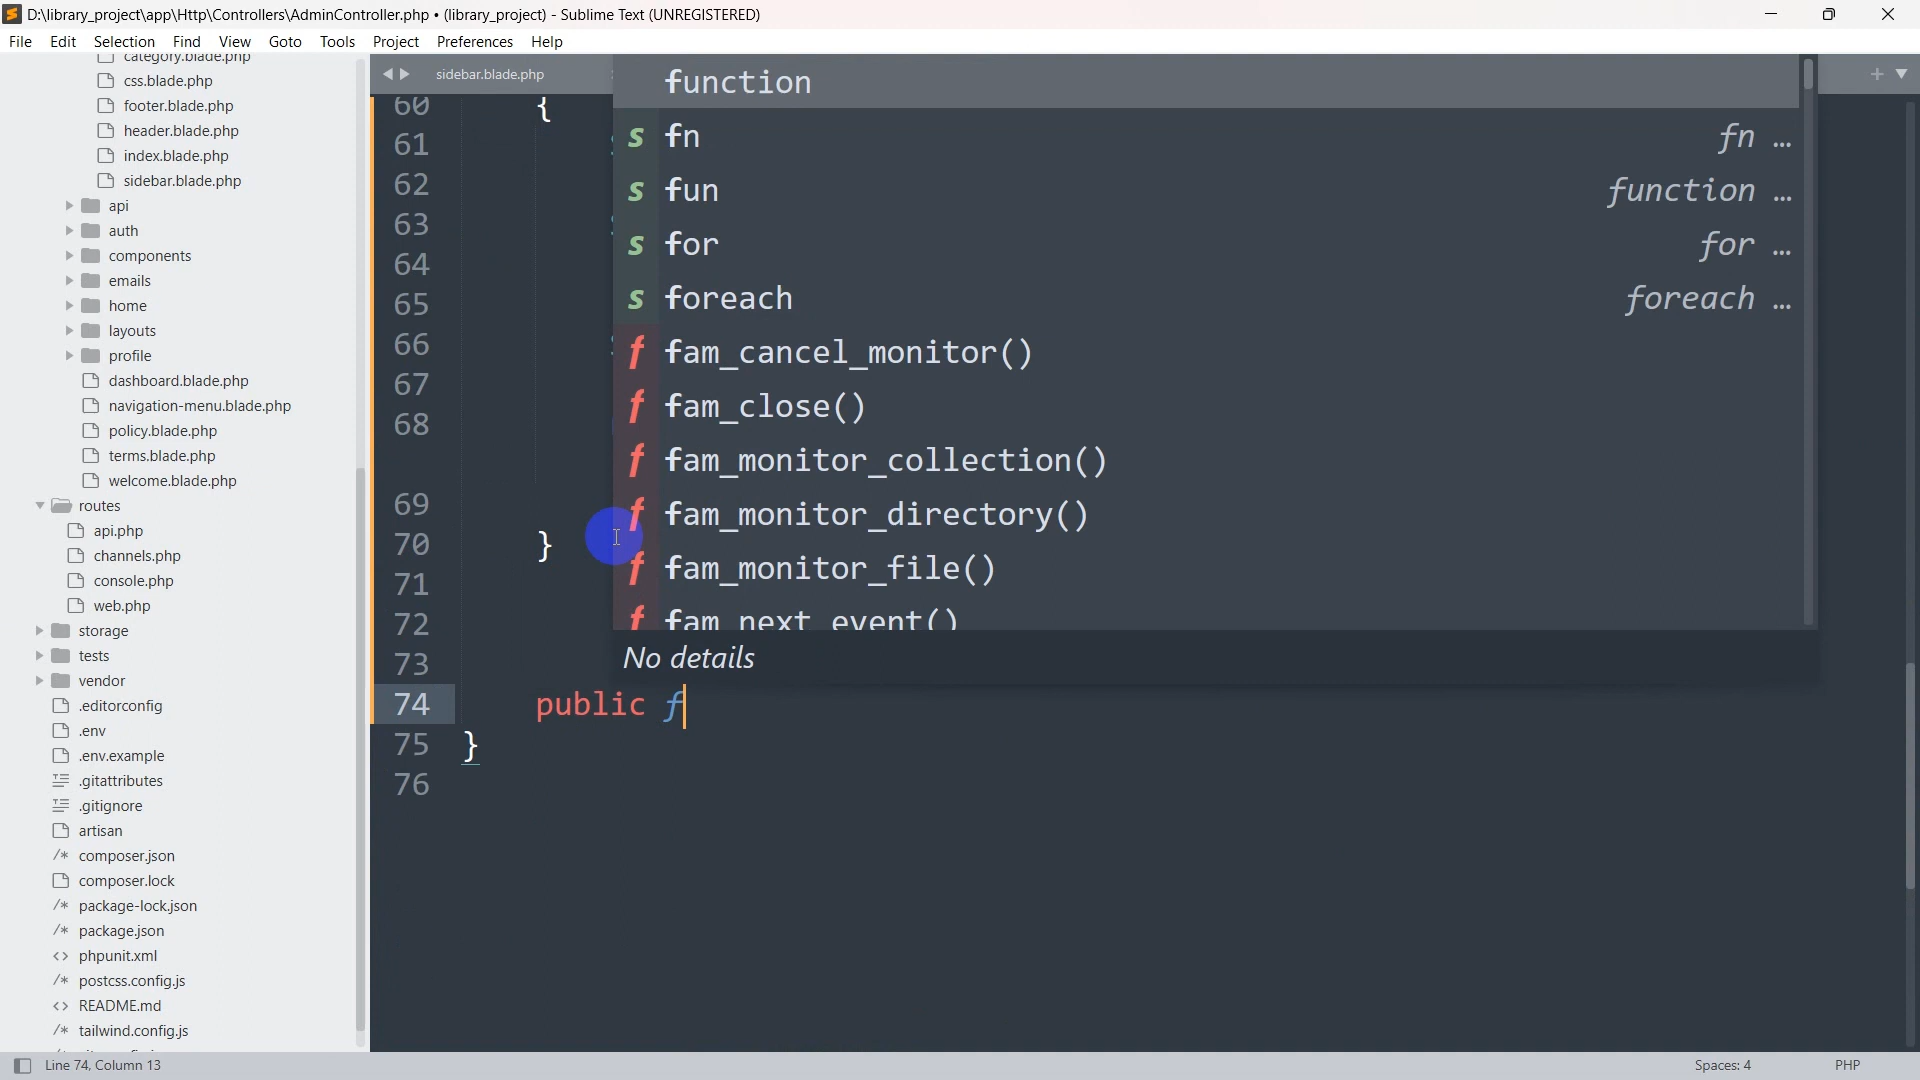 D:\library_project\app\Http\Controllers\AdminController.php • (library_project) - Sublime Text (UNREGISTERED)
File Edit Selection Find View Goto Tools Project Preferences Help
category.blade.php
css.blade.php
footer.blade.php
header.blade.php
index.blade.php
sidebar.blade.php
api
auth
components
emails
home
layouts
profile
dashboard.blade.php
navigation-menu.blade.php
policy.blade.php
terms.blade.php
welcome.blade.php
routes
api.php
channels.php
console.php
web.php
storage
tests
vendor
.editorconfig
.env
.env.example
.gitattributes
.gitignore
artisan
/* composer.json
composer.lock
/* package-lock.json
/* package.json
<> phpunit.xml
/* postcss.config.js
<> README.md
/* tailwind.config.js
sidebar.blade.php
60 {
61
62
63
64
65
66
67
68
69
70 }
71
72
73
74 public f
75 }
76
function
s fn fn ...
s fun function ...
s for for ...
s foreach foreach ...
f fam_cancel_monitor()
f fam_close()
f fam_monitor_collection()
f fam_monitor_directory()
f fam_monitor_file()
f fam_next_event()
No details
Line 74, Column 13 Spaces: 4 PHP